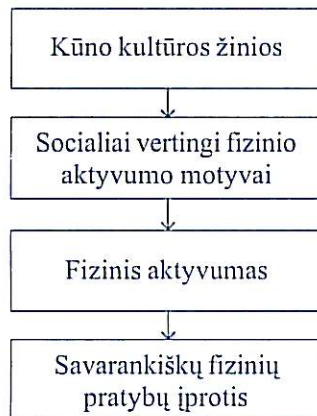 Kūno kultūros žinios
Socialiai vertingi fizinio
aktyvumo motyvai
Fizinis aktyvumas
Savarankiškų fizinių
pratybų įprotis